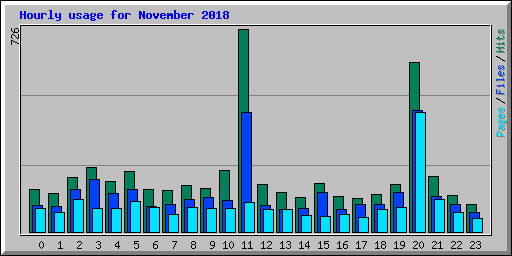 Hourly usage for November 2018
726
Pages / Files / Hits
0 1 2 3 4 5 6 7 8 9 10 11 12 13 14 15 16 17 18 19 20 21 22 23